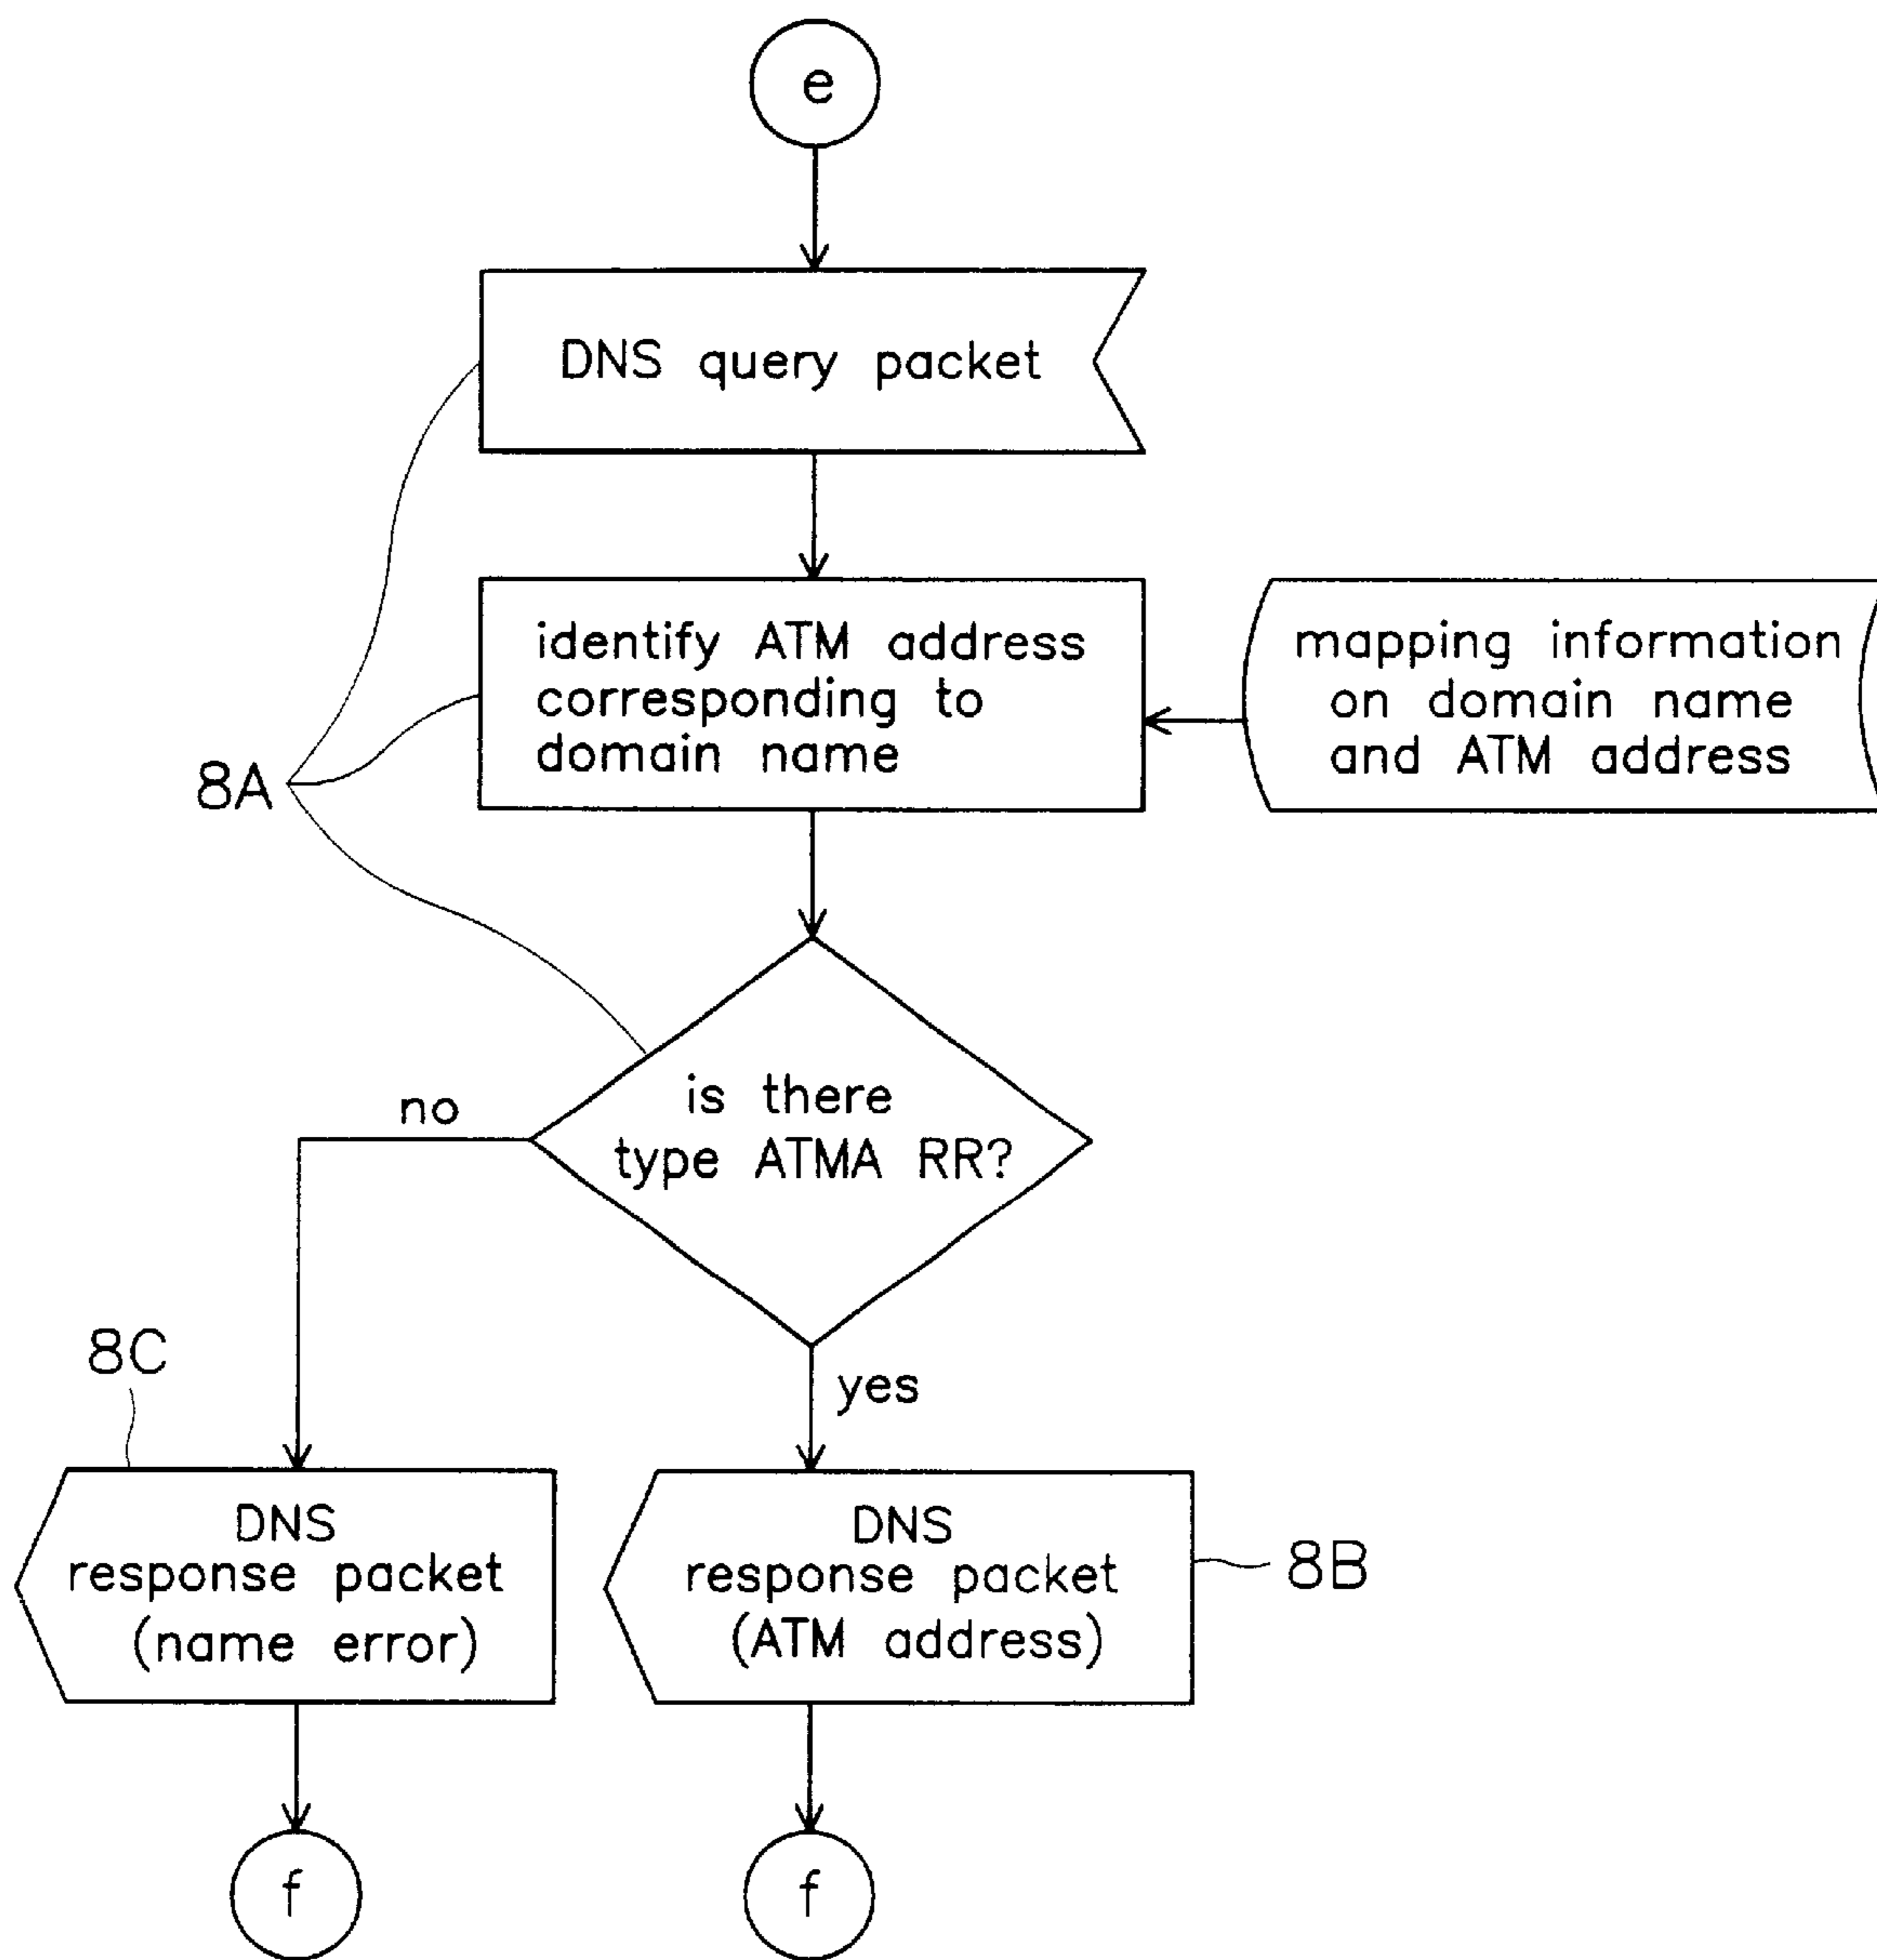 e
DNS query packet
identify ATM address
corresponding to
domain name
mapping information
on domain name
and ATM address
8A
is there
type ATMA RR?
no
yes
8C
DNS
response packet
(name error)
DNS
response packet
(ATM address)
8B
f
f